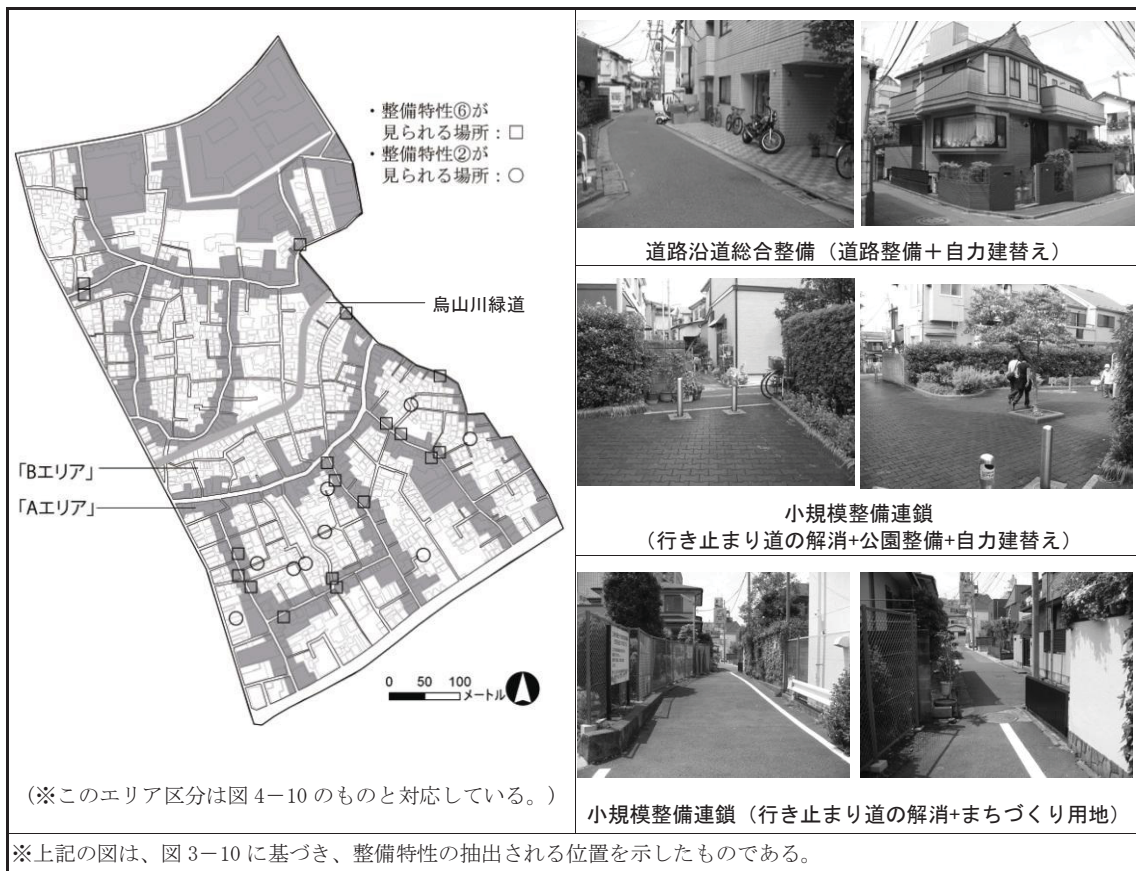 ・整備特性⑥が
見られる場所：□
・整備特性②が
見られる場所：○
烏山川緑道
「Bエリア」
「Aエリア」
0 50 100
メートル
（※このエリア区分は図 4－10 のものと対応している。）
道路沿道総合整備（道路整備＋自力建替え）
小規模整備連鎖
（行き止まり道の解消+公園整備+自力建替え）
小規模整備連鎖（行き止まり道の解消+まちづくり用地）
※上記の図は、図 3－10 に基づき、整備特性の抽出される位置を示したものである。